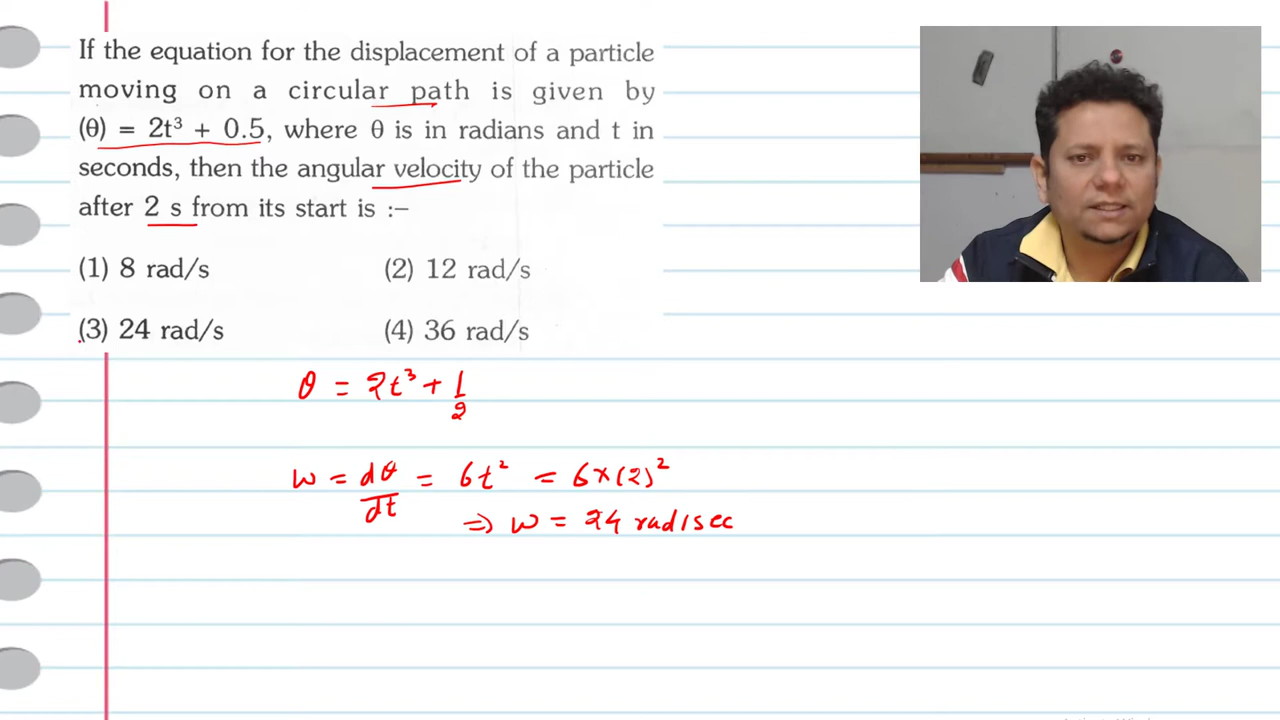 If the equation for the displacement of a particle
moving on a circular path is given by
(θ) = 2t³ + 0.5, where θ is in radians and t in
seconds, then the angular velocity of the particle
after 2 s from its start is :–
(1) 8 rad/s (2) 12 rad/s
(3) 24 rad/s (4) 36 rad/s
θ = 2t³ + 1/2
w = dθ/dt = 6t² = 6×(2)²
⇒ w = 24 rad/sec